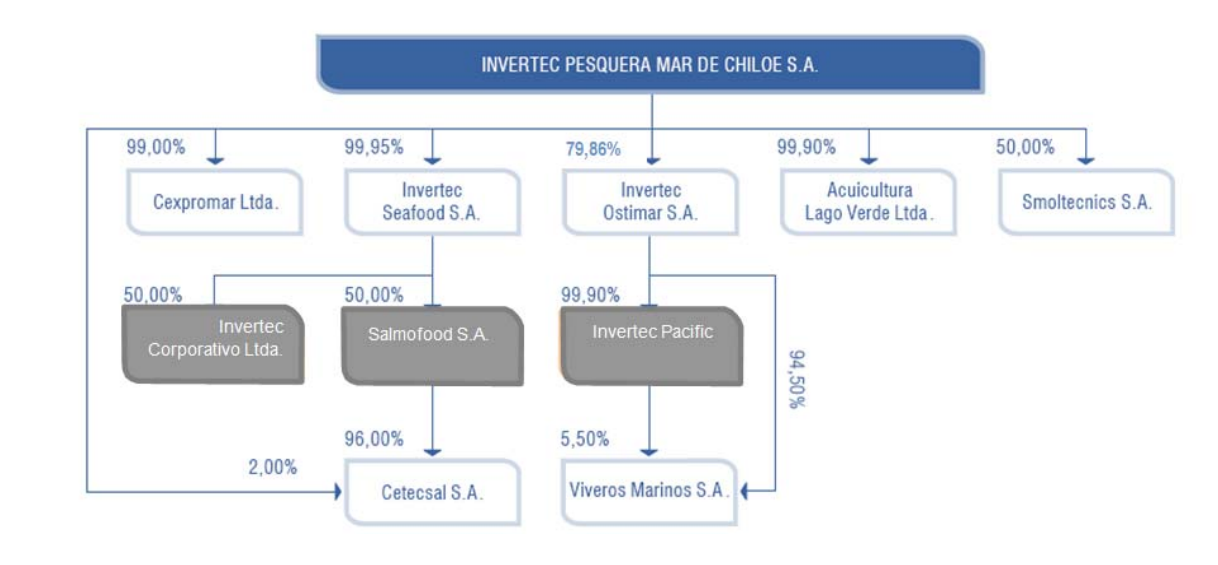 INVERTEC PESQUERA MAR DE CHILOE S.A.
99,00%
99,95%
79,86%
99,90%
50,00%
Cexpromar Ltda.
Invertec
Seafood S.A.
Invertec
Ostimar S.A.
Acuicultura
Lago Verde Ltda.
Smoltecnics S.A.
50,00%
50,00%
99,90%
Invertec
Corporativo Ltda.
Salmofood S.A.
Invertec Pacific
94,50%
96,00%
5,50%
2,00%
Cetecsal S.A.
Viveros Marinos S.A.